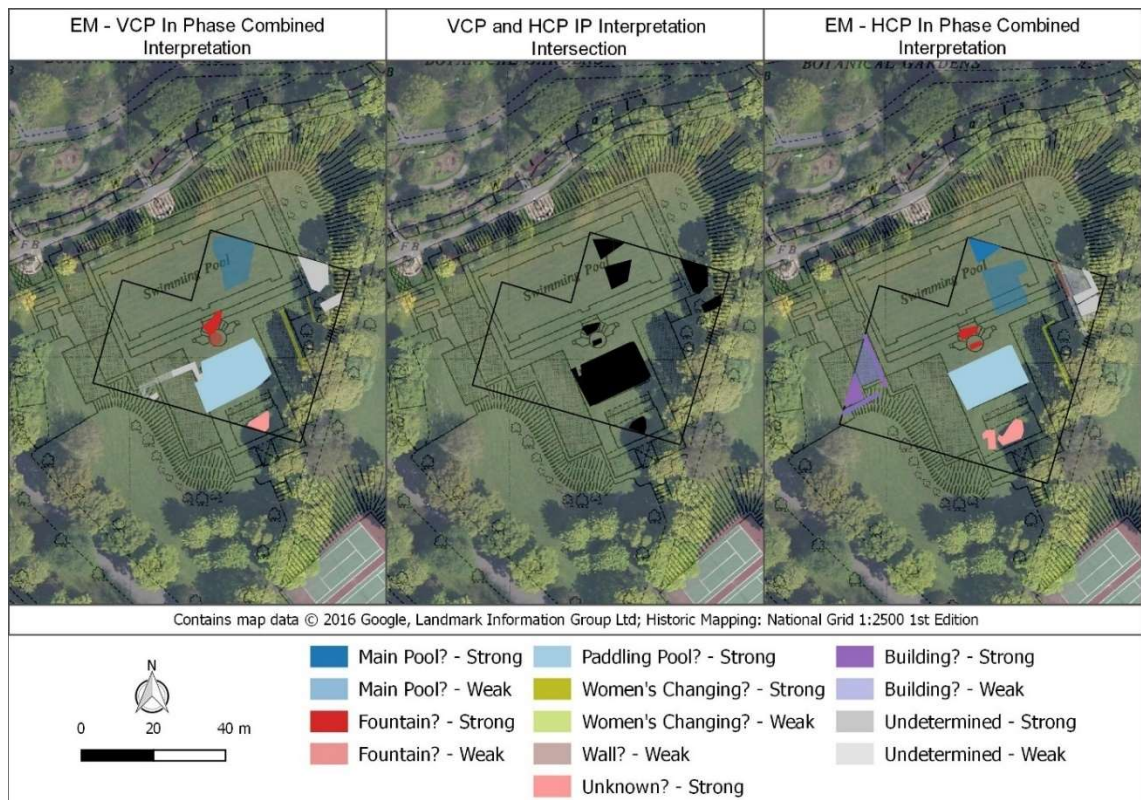 EM - VCP In Phase Combined
Interpretation
VCP and HCP IP Interpretation
Intersection
EM - HCP In Phase Combined
Interpretation
BOTANICAL GARDENS
FB
Swimming Pool
Swimming Pool
BOTANICAL GARDENS
FB
Swimming Pool
Contains map data © 2016 Google, Landmark Information Group Ltd; Historic Mapping: National Grid 1:2500 1st Edition
N
0 20 40 m
Main Pool? - Strong
Main Pool? - Weak
Fountain? - Strong
Fountain? - Weak
Paddling Pool? - Strong
Women's Changing? - Strong
Women's Changing? - Weak
Wall? - Weak
Unknown? - Strong
Building? - Strong
Building? - Weak
Undetermined - Strong
Undetermined - Weak